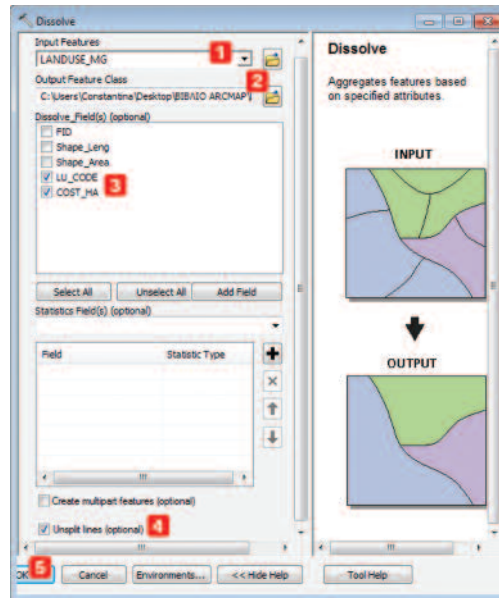 Dissolve
Input Features
LANDUSE_MG
1
Output Feature Class
2
C:\Users\Constantina\Desktop\ΒΙΒΛΙΟ ARCMAP\
Dissolve_Field(s) (optional)
FID
Shape_Leng
Shape_Area
LU_CODE
COST_HA
3
Select All
Unselect All
Add Field
Statistics Field(s) (optional)
Field
Statistic Type
Create multipart features (optional)
Unsplit lines (optional)
4
5
OK
Cancel
Environments...
<< Hide Help
Tool Help
Dissolve
Aggregates features based
on specified attributes.
INPUT
OUTPUT